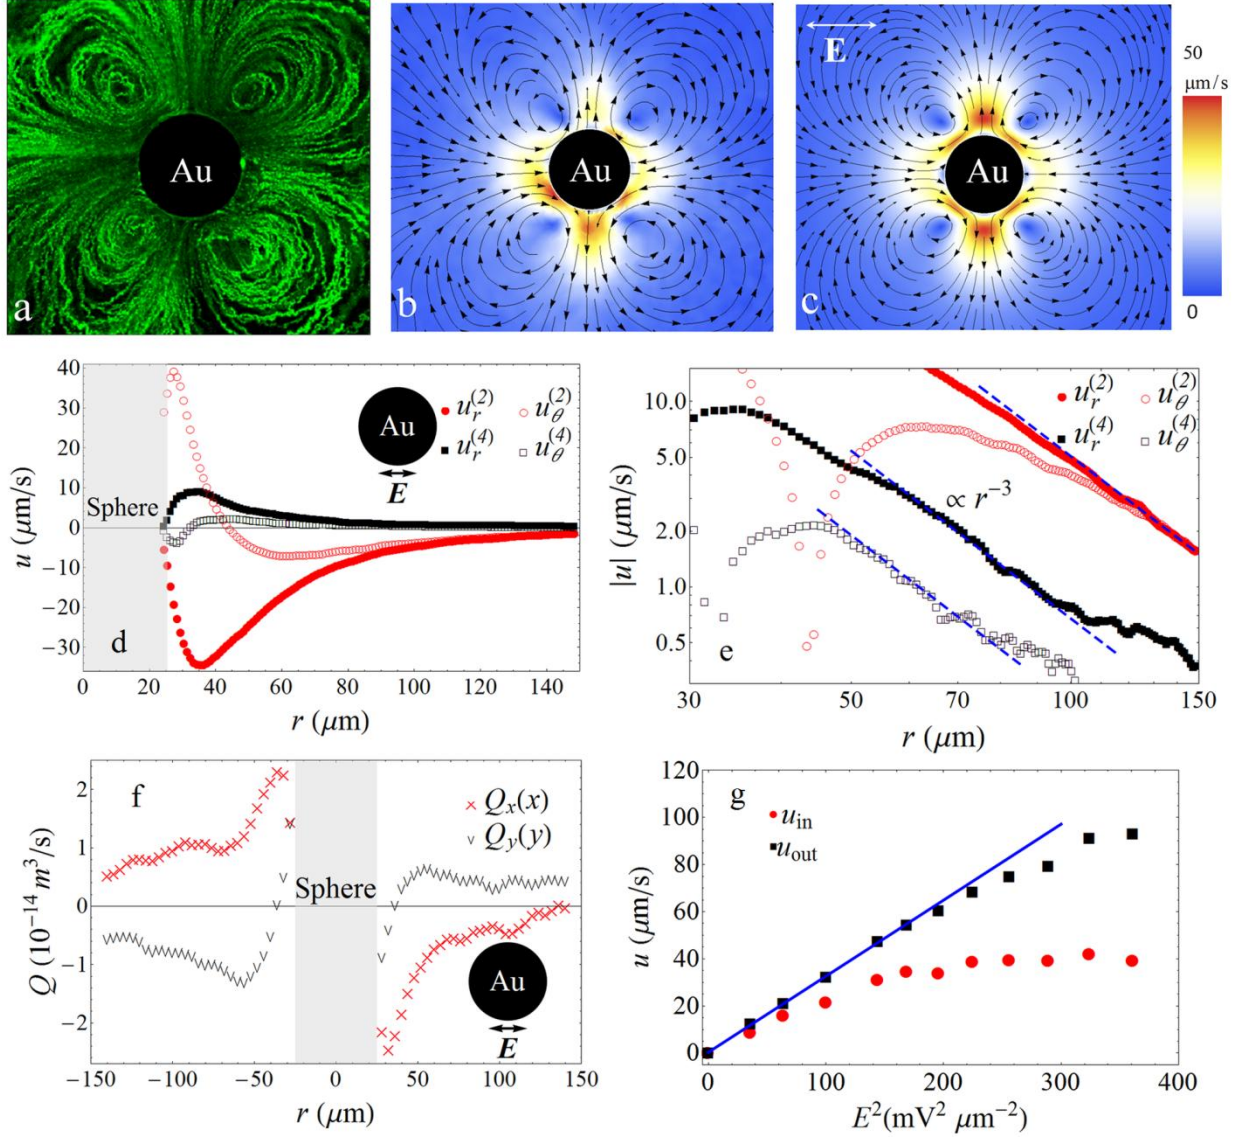 a
Au
b
Au
c
E
Au
50
μm/s
0
d
u (μm/s)
40
30
20
10
0
−10
−20
−30
Sphere
Au
E
u_r^(2)
u_θ^(2)
u_r^(4)
u_θ^(4)
0
20
40
60
80
100
120
140
r (μm)
e
|u| (μm/s)
10.0
5.0
2.0
1.0
0.5
u_r^(2)
u_θ^(2)
u_r^(4)
u_θ^(4)
∝ r^−3
30
50
70
100
150
r (μm)
f
Q (10^−14 m^3/s)
2
1
0
−1
−2
Q_x(x)
Q_y(y)
Sphere
Au
E
−150
−100
−50
0
50
100
150
r (μm)
g
u (μm/s)
120
100
80
60
40
20
0
u_in
u_out
0
100
200
300
400
E^2(mV^2 μm^−2)